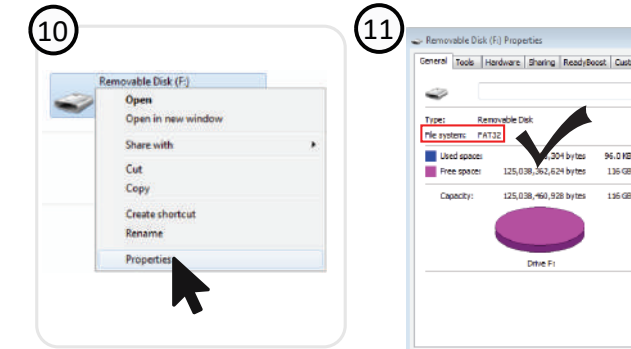 10
Removable Disk (F:)
Open
Open in new window
Share with
Cut
Copy
Create shortcut
Rename
Properties
11
Removable Disk (F:) Properties
General Tools Hardware Sharing ReadyBoost
Type: Removable Disk
File system: FAT32
Used space: 304 bytes 96.0 KB
Free space: 125,038,362,624 bytes 116 GB
Capacity: 125,038,460,928 bytes 116 GB
Drive F: